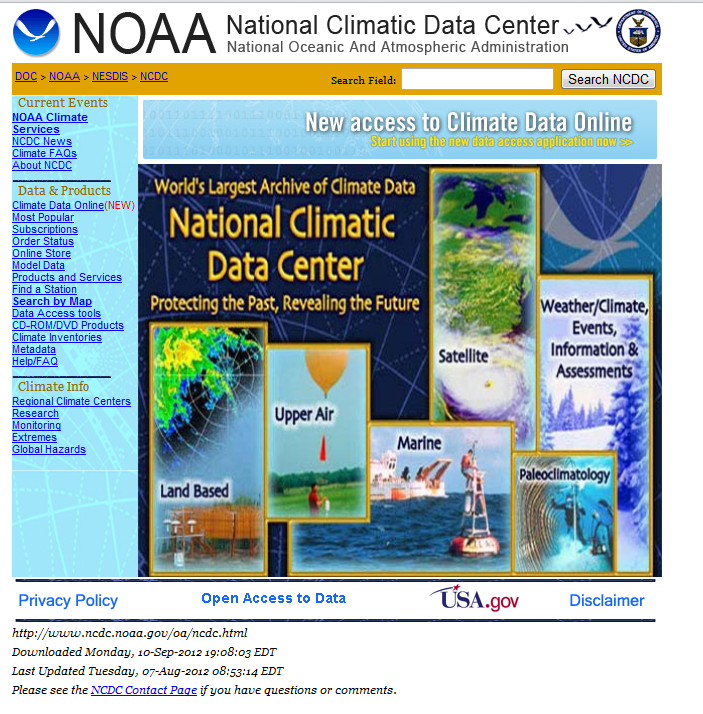 NOAA
National Climatic Data Center
National Oceanic And Atmospheric Administration
DOC > NOAA > NESDIS > NCDC
Search Field:
Search NCDC
Current Events
NOAA Climate
Services
NCDC News
Climate FAQs
About NCDC
Data & Products
Climate Data Online(NEW)
Most Popular
Subscriptions
Order Status
Online Store
Model Data
Products and Services
Find a Station
Search by Map
Data Access tools
CD-ROM/DVD Products
Climate Inventories
Metadata
Help/FAQ
Climate Info
Regional Climate Centers
Research
Monitoring
Extremes
Global Hazards
New access to Climate Data Online
Start using the new data access application now >>
World's Largest Archive of Climate Data
National Climatic
Data Center
Protecting the Past, Revealing the Future
Land Based
Upper Air
Marine
Satellite
Weather/Climate,
Events,
Information &
Assessments
Paleoclimatology
Privacy Policy
Open Access to Data
USA.gov
Disclaimer
http://www.ncdc.noaa.gov/oa/ncdc.html
Downloaded Monday, 10-Sep-2012 19:08:03 EDT
Last Updated Tuesday, 07-Aug-2012 08:53:14 EDT
Please see the NCDC Contact Page if you have questions or comments.